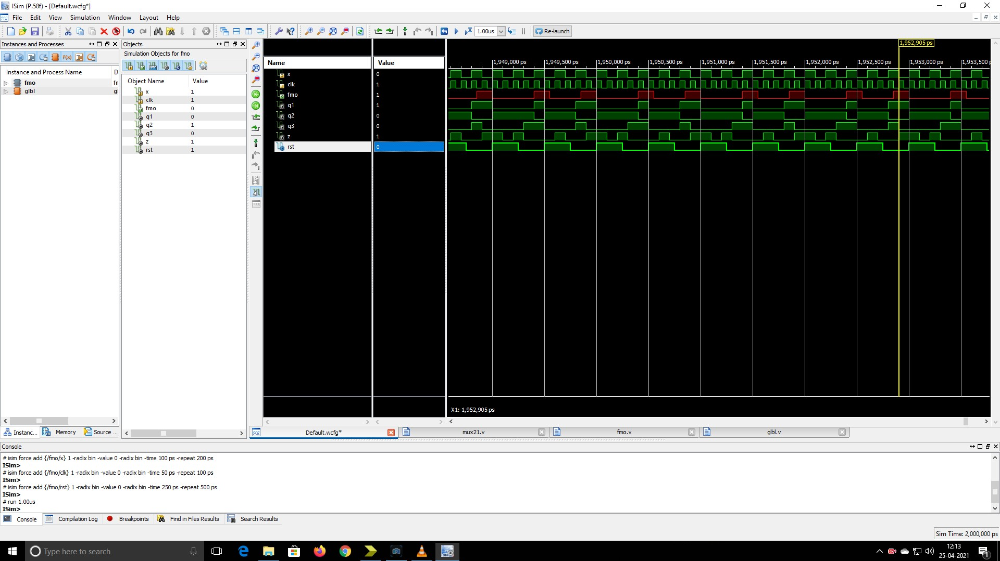 ISim (P.58f) - [Default.wcfg*]
File Edit View Simulation Window Layout Help
1.00us Re-launch
Instances and Processes
Instance and Process Name D
fmo fr
glbl gl
Instanc... Memory Source ...
Objects
Simulation Objects for fmo
Object Name Value
x 1
clk 1
fmo 0
q1 0
q2 1
q3 0
z 1
rst 1
Name Value
x 0
clk 1
fmo 1
q1 1
q2 0
q3 0
z 1
rst 0
1,952,905 ps
1,949,000 ps 1,949,500 ps 1,950,000 ps 1,950,500 ps 1,951,000 ps 1,951,500 ps 1,952,000 ps 1,952,500 ps 1,953,000 ps 1,953,500
X1: 1,952,905 ps
Default.wcfg* mux21.v fmo.v glbl.v
Console
# isim force add {/fmo/x} 1 -radix bin -value 0 -radix bin -time 100 ps -repeat 200 ps
ISim>
# isim force add {/fmo/clk} 1 -radix bin -value 0 -radix bin -time 50 ps -repeat 100 ps
ISim>
# isim force add {/fmo/rst} 1 -radix bin -value 0 -radix bin -time 250 ps -repeat 500 ps
ISim>
# run 1.00us
ISim>
Console Compilation Log Breakpoints Find in Files Results Search Results
Sim Time: 2,000,000 ps
Type here to search
12:13
25-04-2021
1